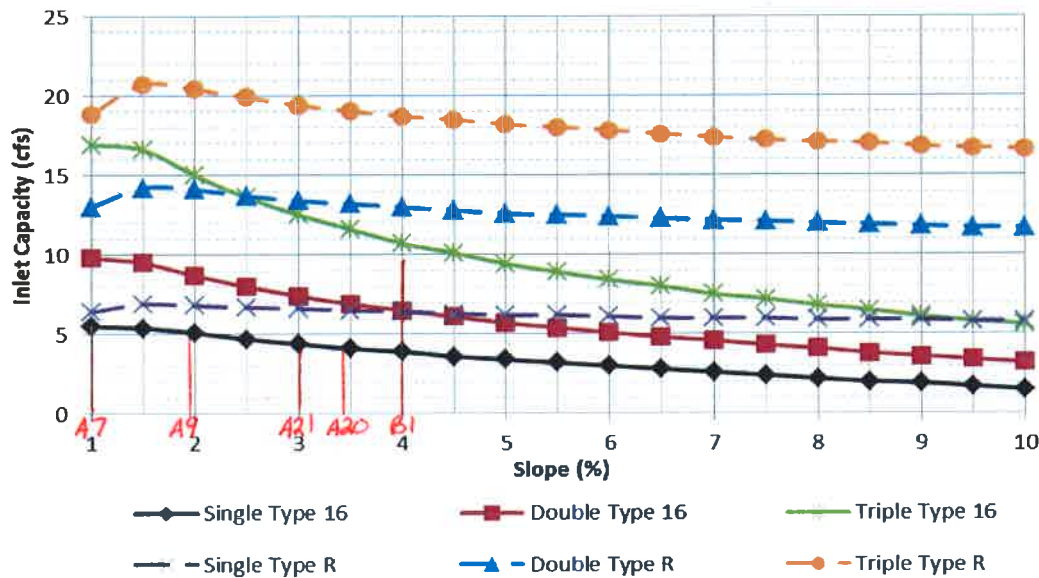 25
20
15
10
5
0
Inlet Capacity (cfs)
A7 A9 A21 A20 B1
1 2 3 4 5 6 7 8 9 10
Slope (%)
Single Type 16 Double Type 16 Triple Type 16
Single Type R Double Type R Triple Type R